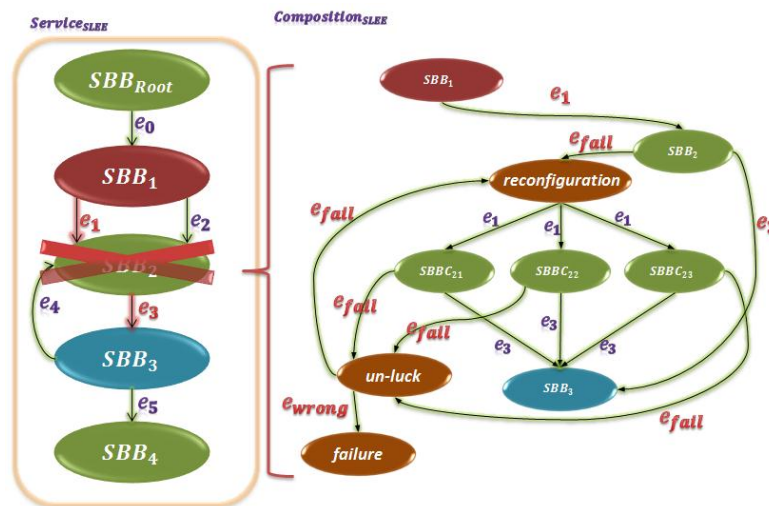 Service_SLEE
Composition_SLEE
SBB_Root
e_0
SBB_1
e_1
e_2
SBB_2
e_4
e_3
SBB_3
e_5
SBB_4
SBB_1
e_1
SBB_2
e_fail
reconfiguration
e_fail
e_1
e_1
e_1
SBBC_21
SBBC_22
SBBC_23
e_fail
e_fail
e_3
e_3
e_3
un-luck
SBB_3
e_wrong
e_fail
failure